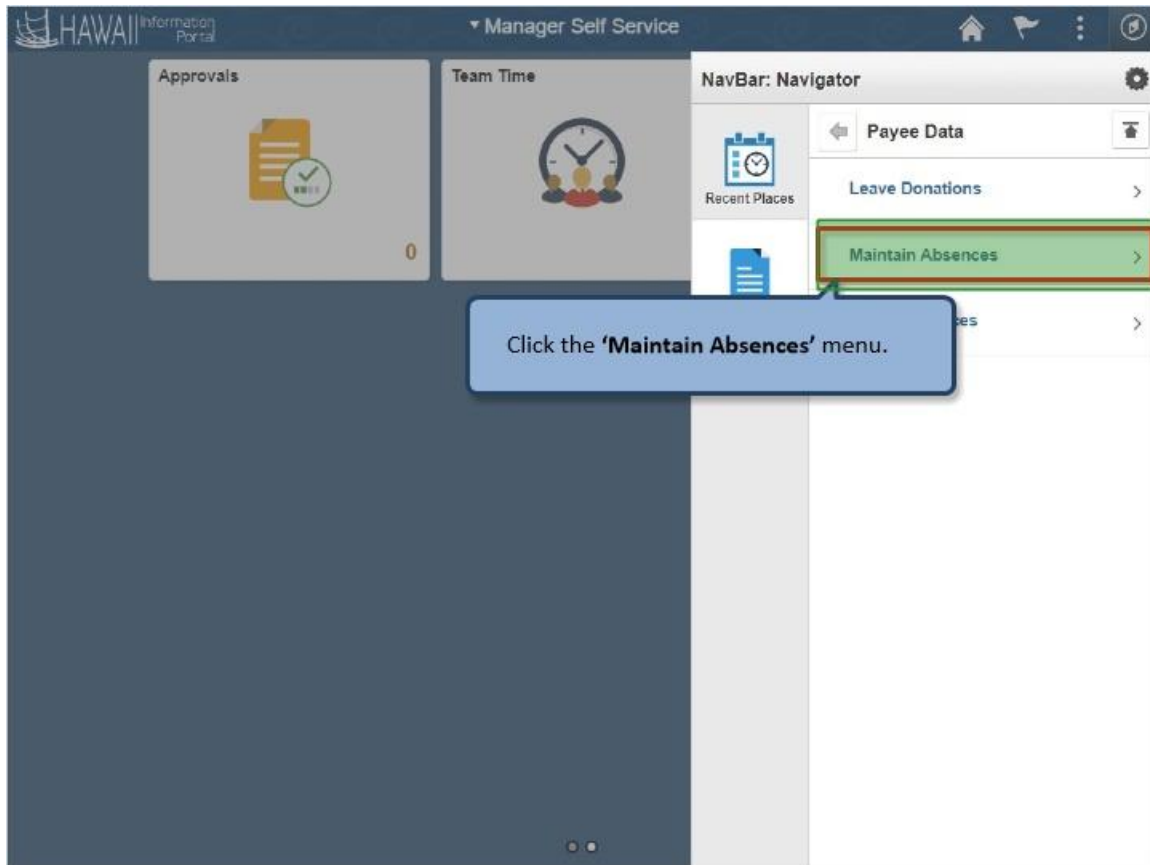 HAWAII Information Portal
Manager Self Service
Approvals
0
Team Time
NavBar: Navigator
Recent Places
Payee Data
Leave Donations
Maintain Absences
ces
Click the ‘Maintain Absences’ menu.